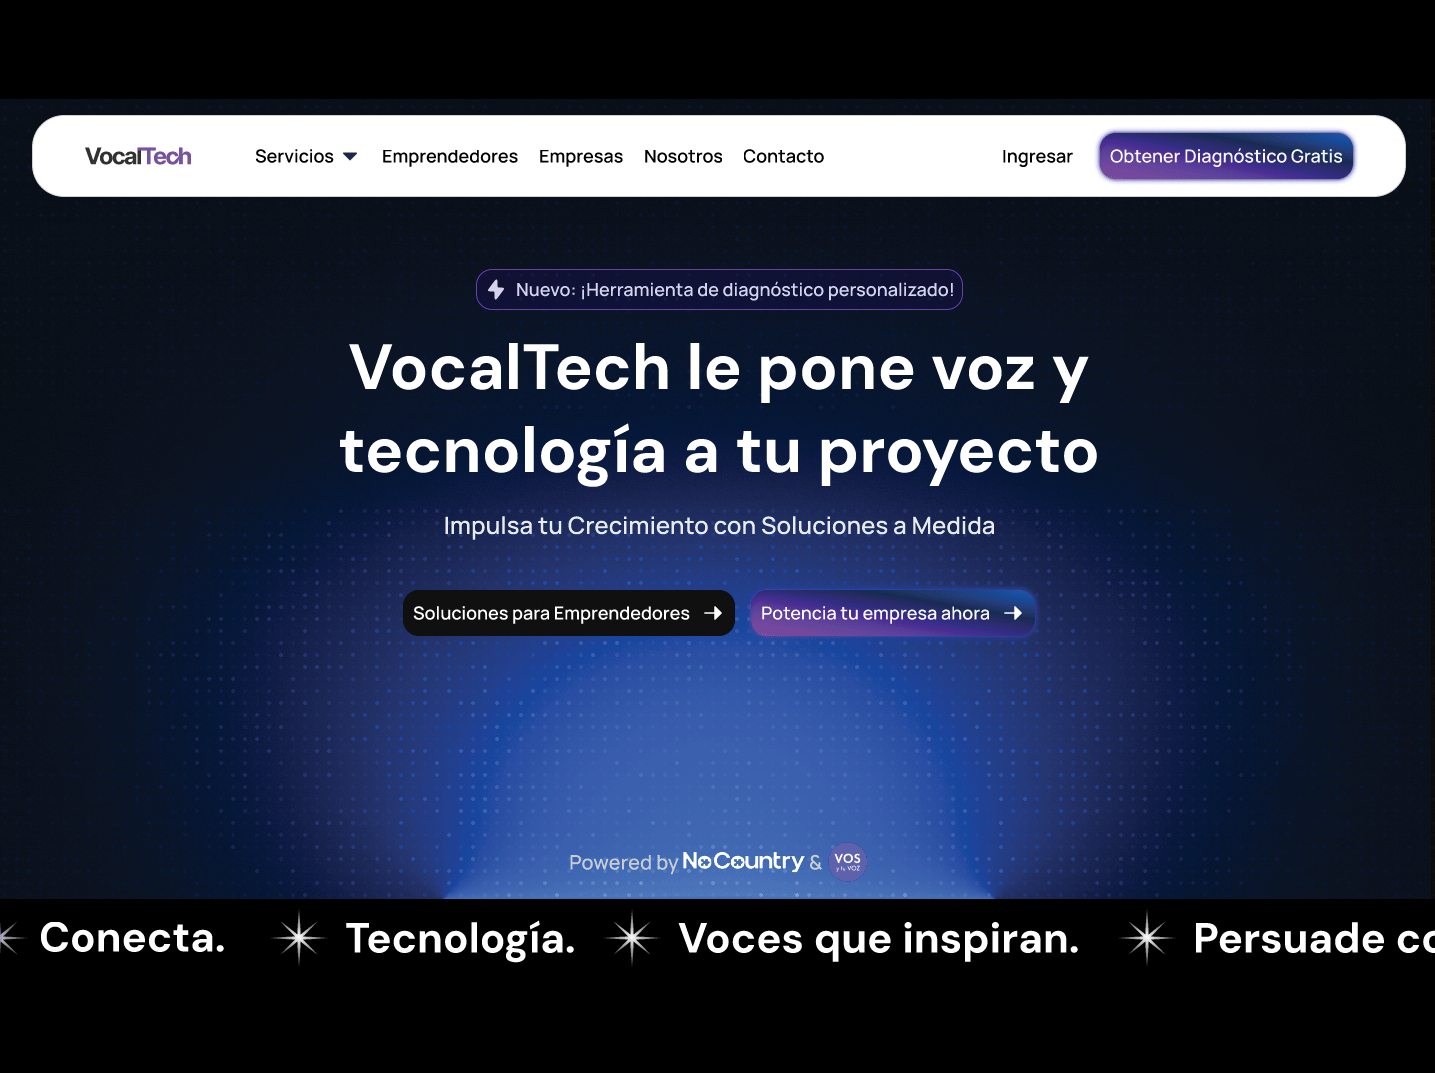 VocalTech
Servicios
Emprendedores
Empresas
Nosotros
Contacto
Ingresar
Obtener Diagnóstico Gratis
Nuevo: ¡Herramienta de diagnóstico personalizado!
VocalTech le pone voz y
tecnología a tu proyecto
Impulsa tu Crecimiento con Soluciones a Medida
Soluciones para Emprendedores
Potencia tu empresa ahora
Powered by NoCountry &
VOS
y tu VOZ
Conecta. Tecnología. Voces que inspiran. Persuade co